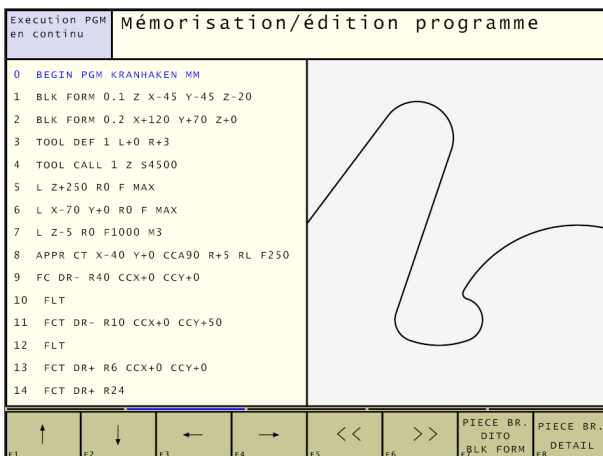 Execution PGM
en continu
Mémorisation/édition programme
0 BEGIN PGM KRANHAKEN MM
1 BLK FORM 0.1 Z X-45 Y-45 Z-20
2 BLK FORM 0.2 X+120 Y+70 Z+0
3 TOOL DEF 1 L+0 R+3
4 TOOL CALL 1 Z S4500
5 L Z+250 R0 F MAX
6 L X-70 Y+0 R0 F MAX
7 L Z-5 R0 F1000 M3
8 APPR CT X-40 Y+0 CCA90 R+5 RL F250
9 FC DR- R40 CCX+0 CCY+0
10 FLT
11 FCT DR- R10 CCX+0 CCY+50
12 FLT
13 FCT DR+ R6 CCX+0 CCY+0
14 FCT DR+ R24
F1 F2 F3 F4 F5 << F6 >>
F7 PIECE BR.
DITO
BLK FORM
F8 PIECE BR.
DETAIL